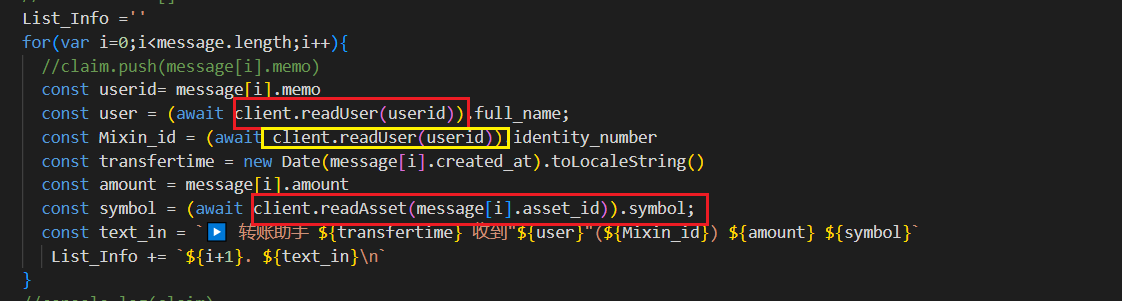 List_Info =''
for(var i=0;i<message.length;i++){
//claim.push(message[i].memo)
const userid= message[i].memo
const user = (await client.readUser(userid)).full_name;
const Mixin_id = (await client.readUser(userid)).identity_number
const transfertime = new Date(message[i].created_at).toLocaleString()
const amount = message[i].amount
const symbol = (await client.readAsset(message[i].asset_id)).symbol;
const text_in = `▶️ 转账助手 ${transfertime} 收到"${user}"(${Mixin_id}) ${amount} ${symbol}`
List_Info += `${i+1}. ${text_in}\n`
}